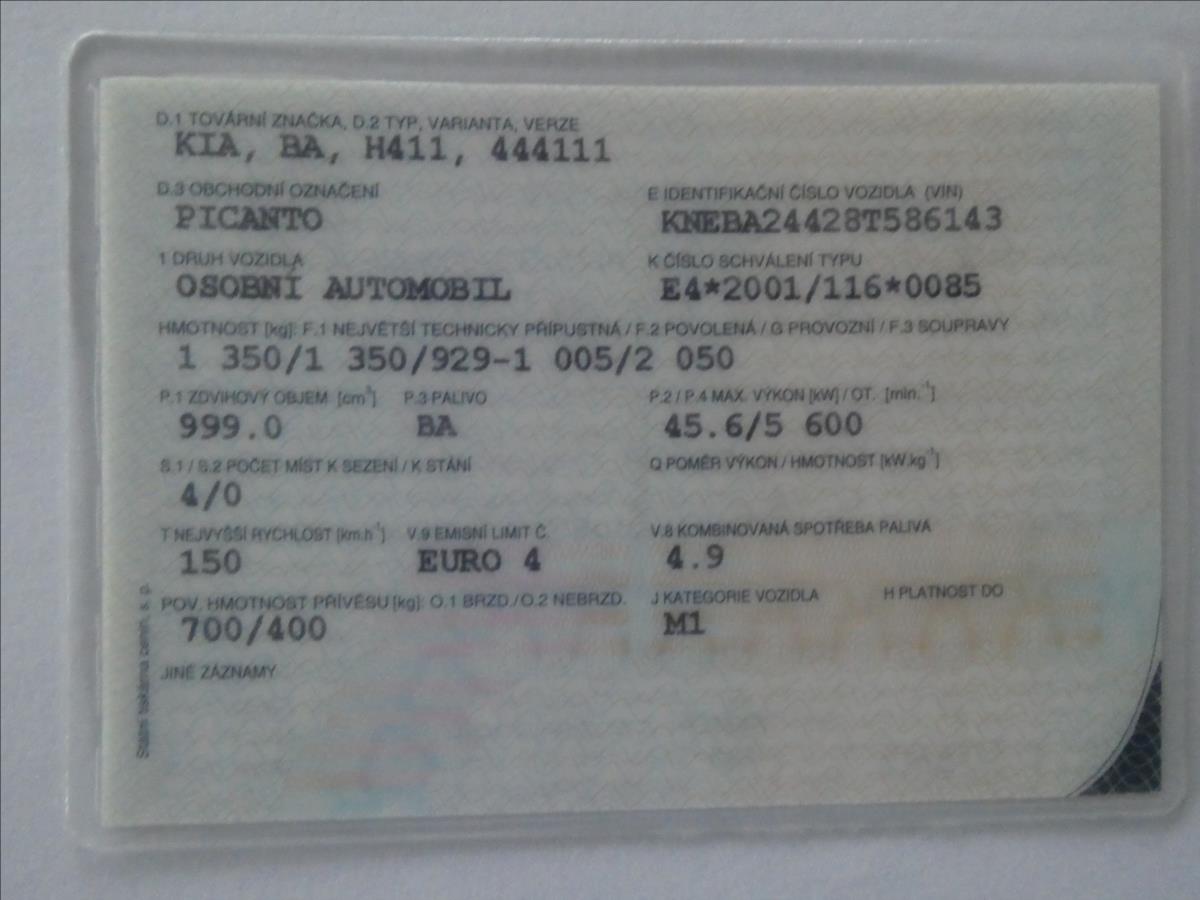 D.1 TOVÁRNÍ ZNAČKA, D.2 TYP, VARIANTA, VERZE
KIA, BA, H411, 444111
D.3 OBCHODNÍ OZNAČENÍ E IDENTIFIKAČNÍ ČÍSLO VOZIDLA (VIN)
PICANTO KNEBA24428T586143
1 DRUH VOZIDLA K ČÍSLO SCHVÁLENÍ TYPU
OSOBNÍ AUTOMOBIL E4*2001/116*0085
HMOTNOST [kg]: F.1 NEJVĚTŠÍ TECHNICKY PŘÍPUSTNÁ / F.2 POVOLENÁ / G PROVOZNÍ / F.3 SOUPRAVY
1 350/1 350/929-1 005/2 050
P.1 ZDVIHOVÝ OBJEM [cm³] P.3 PALIVO P.2 / P.4 MAX. VÝKON [kW] / OT. [min.⁻¹]
999.0 BA 45.6/5 600
S.1 / S.2 POČET MÍST K SEZENÍ / K STÁNÍ Q POMĚR VÝKON / HMOTNOST [kW.kg⁻¹]
4/0
T NEJVYŠŠÍ RYCHLOST [km.h⁻¹] V.9 EMISNÍ LIMIT Č. V.8 KOMBINOVANÁ SPOTŘEBA PALIVA
150 EURO 4 4.9
POV. HMOTNOST PŘÍVĚSU [kg]: O.1 BRZD./O.2 NEBRZD. J KATEGORIE VOZIDLA H PLATNOST DO
700/400 M1
JINÉ ZÁZNAMY
Státní tiskárna cenin, s. p.